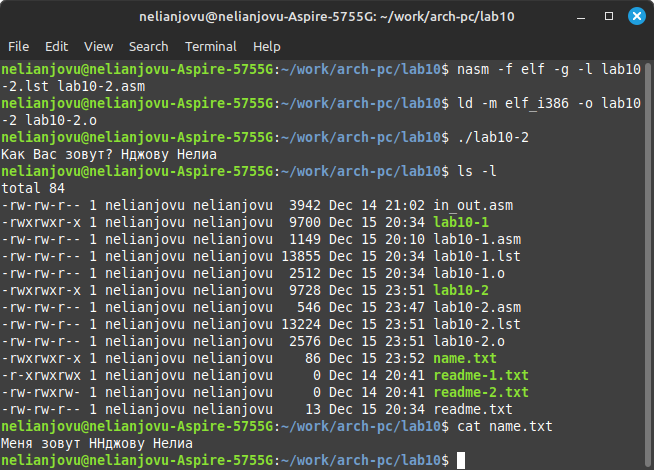 nelianjovu@nelianjovu-Aspire-5755G: ~/work/arch-pc/lab10
File Edit View Search Terminal Help
nelianjovu@nelianjovu-Aspire-5755G:~/work/arch-pc/lab10$ nasm -f elf -g -l lab10
-2.lst lab10-2.asm
nelianjovu@nelianjovu-Aspire-5755G:~/work/arch-pc/lab10$ ld -m elf_i386 -o lab10
-2 lab10-2.o
nelianjovu@nelianjovu-Aspire-5755G:~/work/arch-pc/lab10$ ./lab10-2
Как Вас зовут? Нджову Нелиа
nelianjovu@nelianjovu-Aspire-5755G:~/work/arch-pc/lab10$ ls -l
total 84
-rw-rw-r-- 1 nelianjovu nelianjovu  3942 Dec 14 21:02 in_out.asm
-rwxrwxr-x 1 nelianjovu nelianjovu  9700 Dec 15 20:34 lab10-1
-rw-rw-r-- 1 nelianjovu nelianjovu  1149 Dec 15 20:10 lab10-1.asm
-rw-rw-r-- 1 nelianjovu nelianjovu 13855 Dec 15 20:34 lab10-1.lst
-rw-rw-r-- 1 nelianjovu nelianjovu  2512 Dec 15 20:34 lab10-1.o
-rwxrwxr-x 1 nelianjovu nelianjovu  9728 Dec 15 23:51 lab10-2
-rw-rw-r-- 1 nelianjovu nelianjovu   546 Dec 15 23:47 lab10-2.asm
-rw-rw-r-- 1 nelianjovu nelianjovu 13224 Dec 15 23:51 lab10-2.lst
-rw-rw-r-- 1 nelianjovu nelianjovu  2576 Dec 15 23:51 lab10-2.o
-rwxrwxr-x 1 nelianjovu nelianjovu    86 Dec 15 23:52 name.txt
-r-xrwxrwx 1 nelianjovu nelianjovu     0 Dec 14 20:41 readme-1.txt
-rw-rwxrw- 1 nelianjovu nelianjovu     0 Dec 14 20:41 readme-2.txt
-rw-rw-r-- 1 nelianjovu nelianjovu    13 Dec 15 20:34 readme.txt
nelianjovu@nelianjovu-Aspire-5755G:~/work/arch-pc/lab10$ cat name.txt
Меня зовут ННджову Нелиа
nelianjovu@nelianjovu-Aspire-5755G:~/work/arch-pc/lab10$